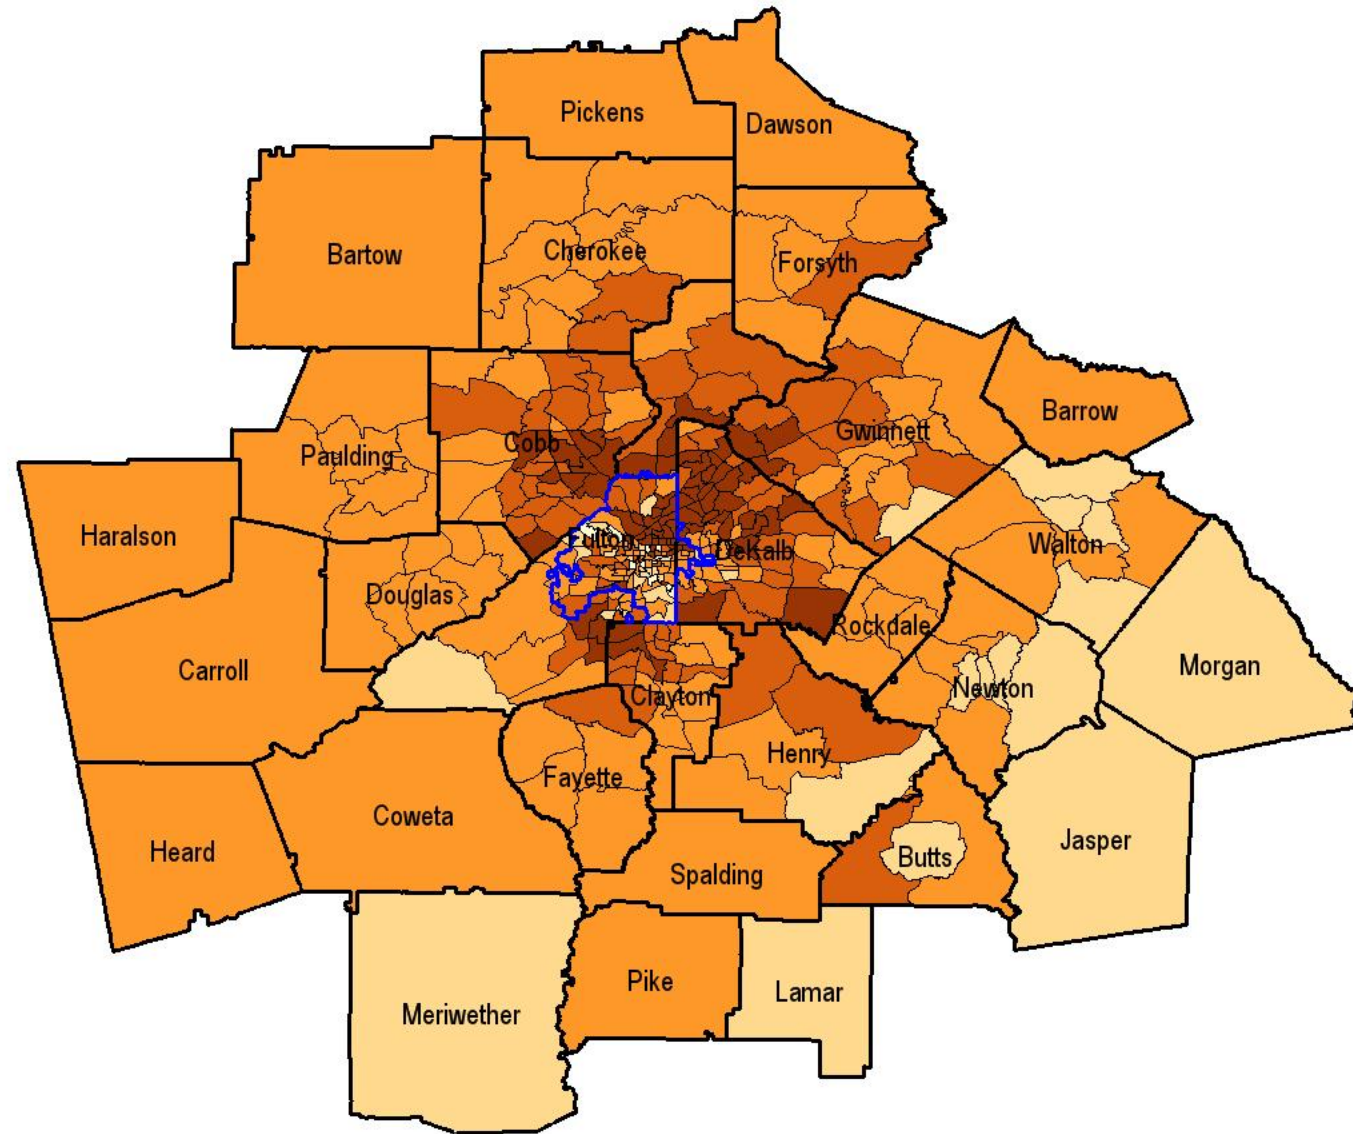 Pickens
Dawson
Bartow
Cherokee
Forsyth
Barrow
Cobb
Gwinnett
Paulding
Haralson
Fulton
DeKalb
Walton
Douglas
Rockdale
Carroll
Morgan
Newton
Clayton
Henry
Fayette
Coweta
Jasper
Heard
Butts
Spalding
Pike
Lamar
Meriwether